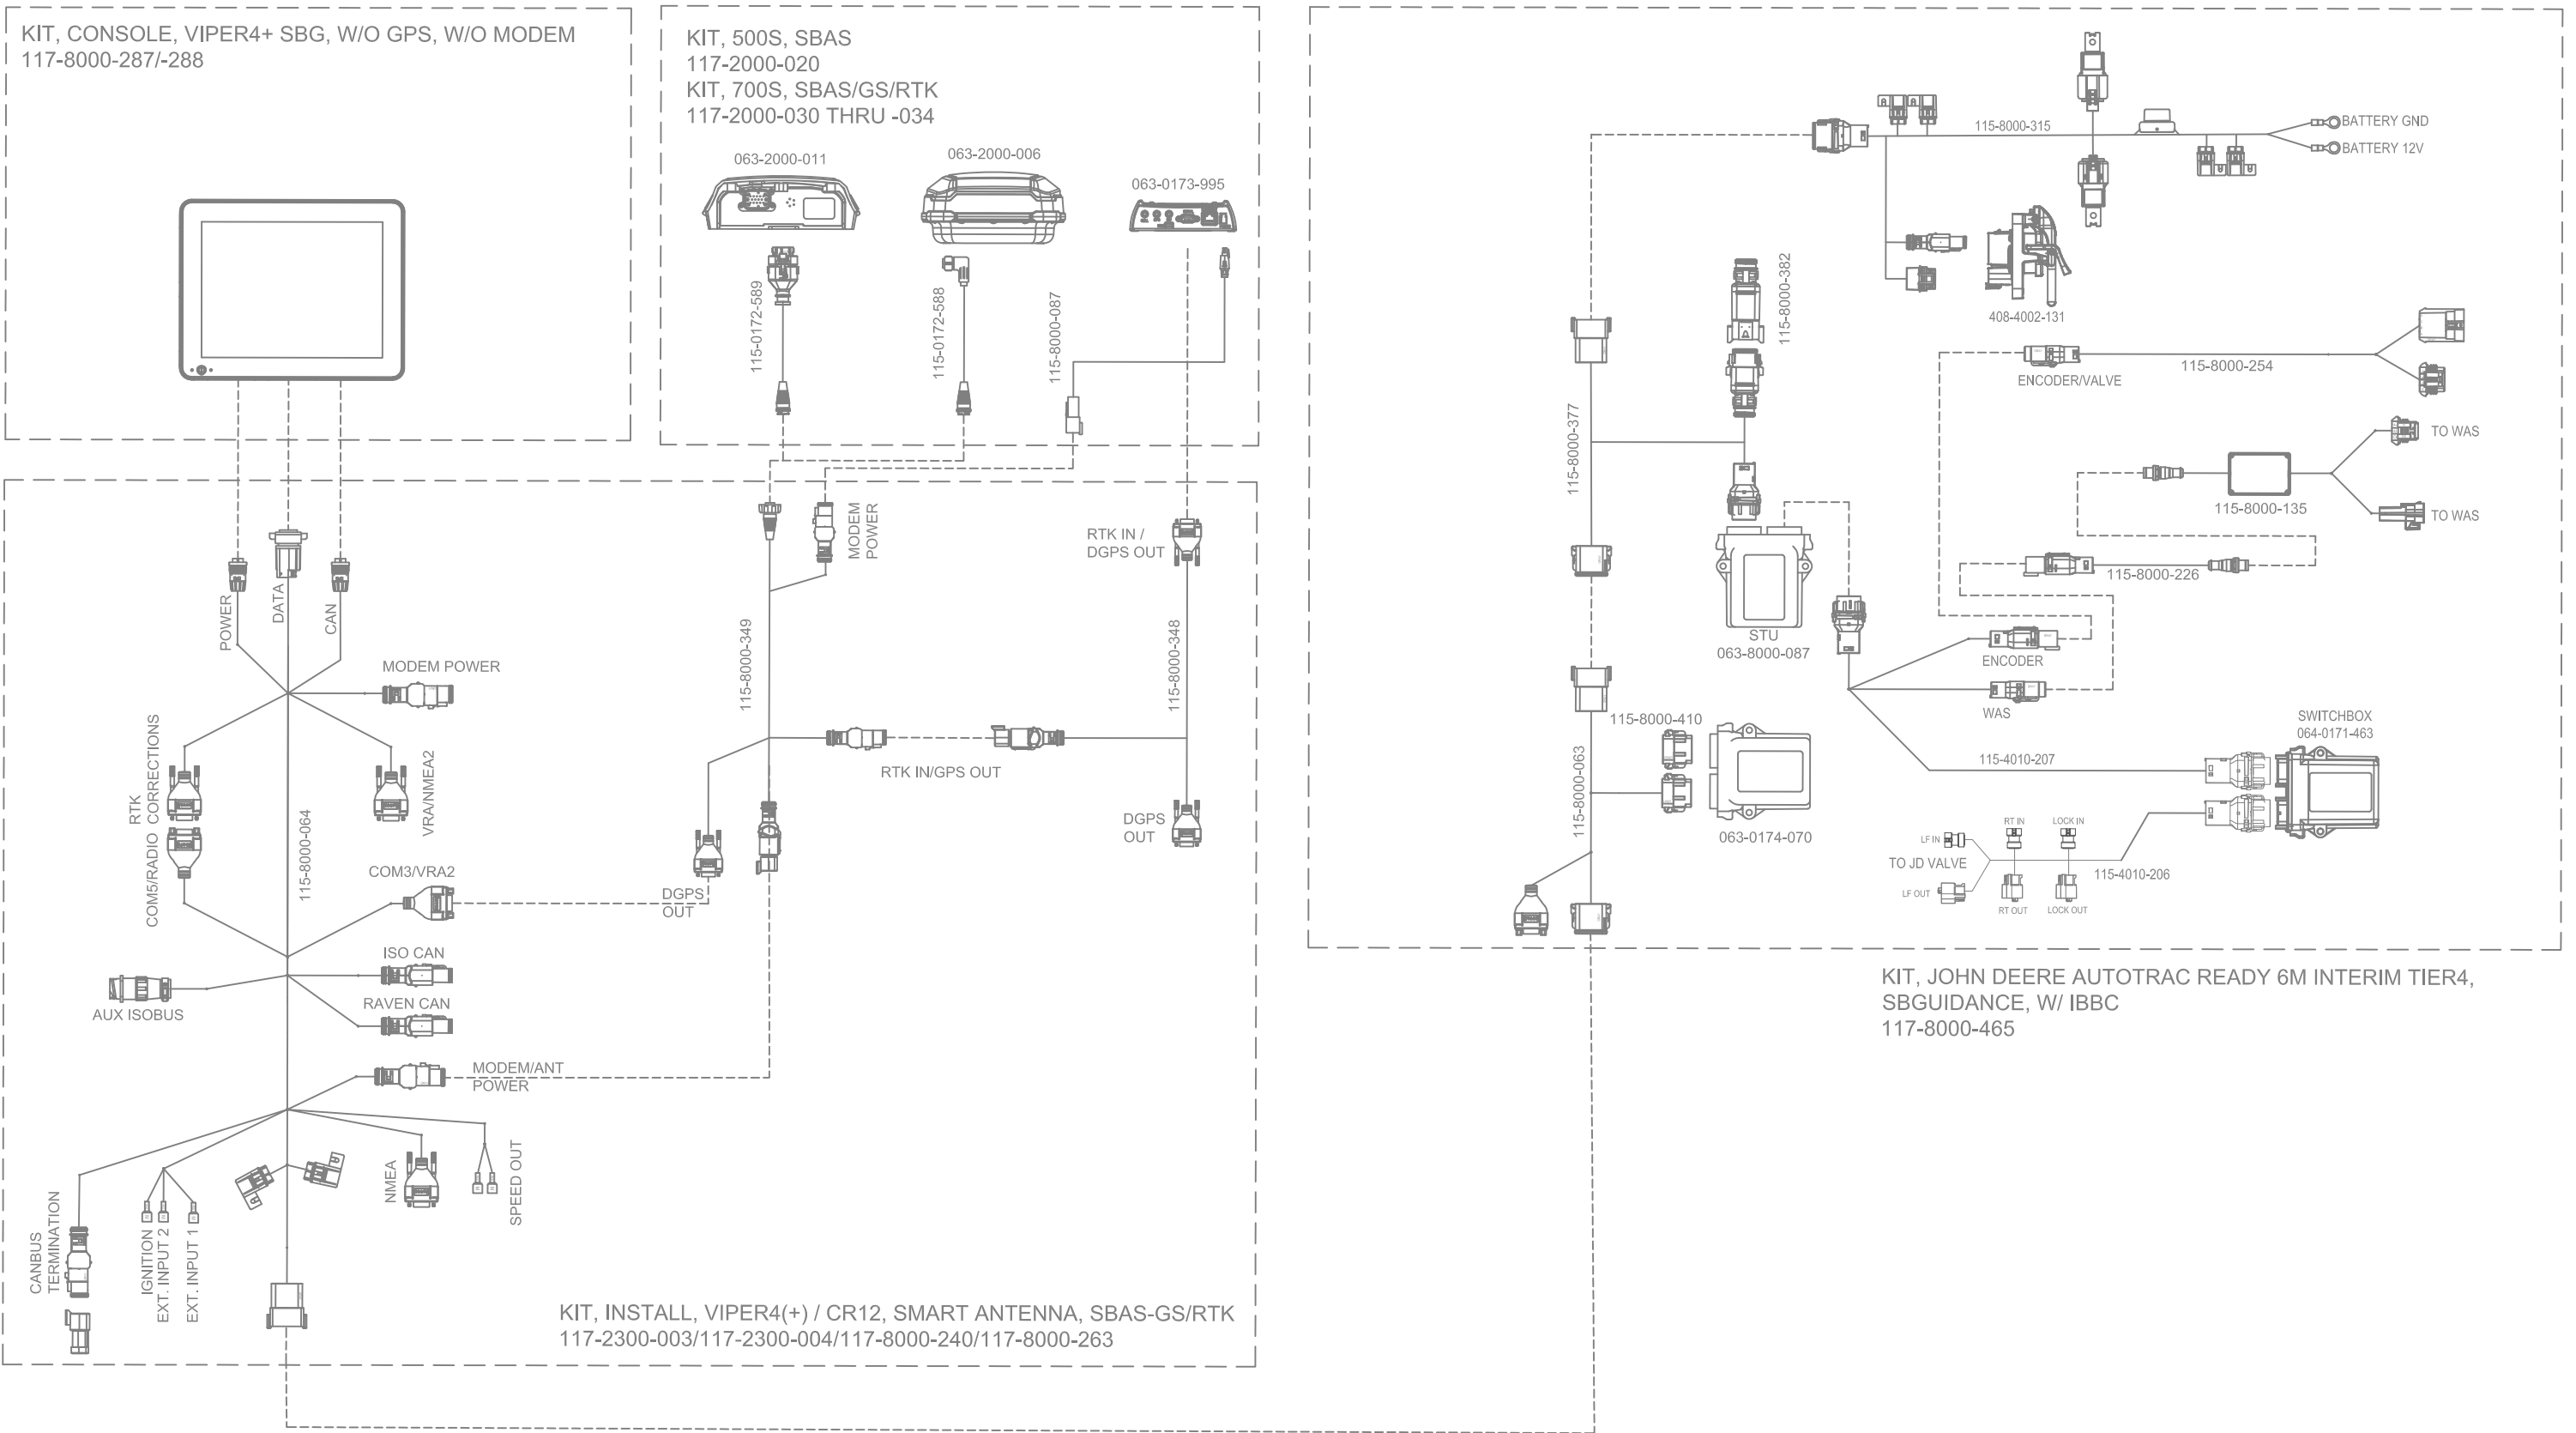 KIT, CONSOLE, VIPER4+ SBG, W/O GPS, W/O MODEM
117-8000-287/-288
KIT, 500S, SBAS
117-2000-020
KIT, 700S, SBAS/GS/RTK
117-2000-030 THRU -034
063-2000-011
063-2000-006
063-0173-995
115-0172-589
115-0172-588
115-8000-087
POWER
DATA
CAN
MODEM POWER
RTK
COM5/RADIO CORRECTIONS
VRA/NMEA2
115-8000-064
COM3/VRA2
ISO CAN
RAVEN CAN
AUX ISOBUS
MODEM/ANT
POWER
CANBUS
TERMINATION
IGNITION
EXT. INPUT 2
EXT. INPUT 1
NMEA
SPEED OUT
MODEM
POWER
115-8000-349
RTK IN /
DGPS OUT
115-8000-348
RTK IN/GPS OUT
DGPS
OUT
DGPS
OUT
KIT, INSTALL, VIPER4(+) / CR12, SMART ANTENNA, SBAS-GS/RTK
117-2300-003/117-2300-004/117-8000-240/117-8000-263
115-8000-315
BATTERY GND
BATTERY 12V
408-4002-131
115-8000-382
115-8000-377
ENCODER/VALVE
115-8000-254
TO WAS
115-8000-135
TO WAS
115-8000-226
STU
063-8000-087
ENCODER
WAS
115-8000-410
115-8000-063
063-0174-070
SWITCHBOX
064-0171-463
115-4010-207
LF IN
RT IN
LOCK IN
TO JD VALVE
115-4010-206
LF OUT
RT OUT
LOCK OUT
KIT, JOHN DEERE AUTOTRAC READY 6M INTERIM TIER4,
SBGUIDANCE, W/ IBBC
117-8000-465